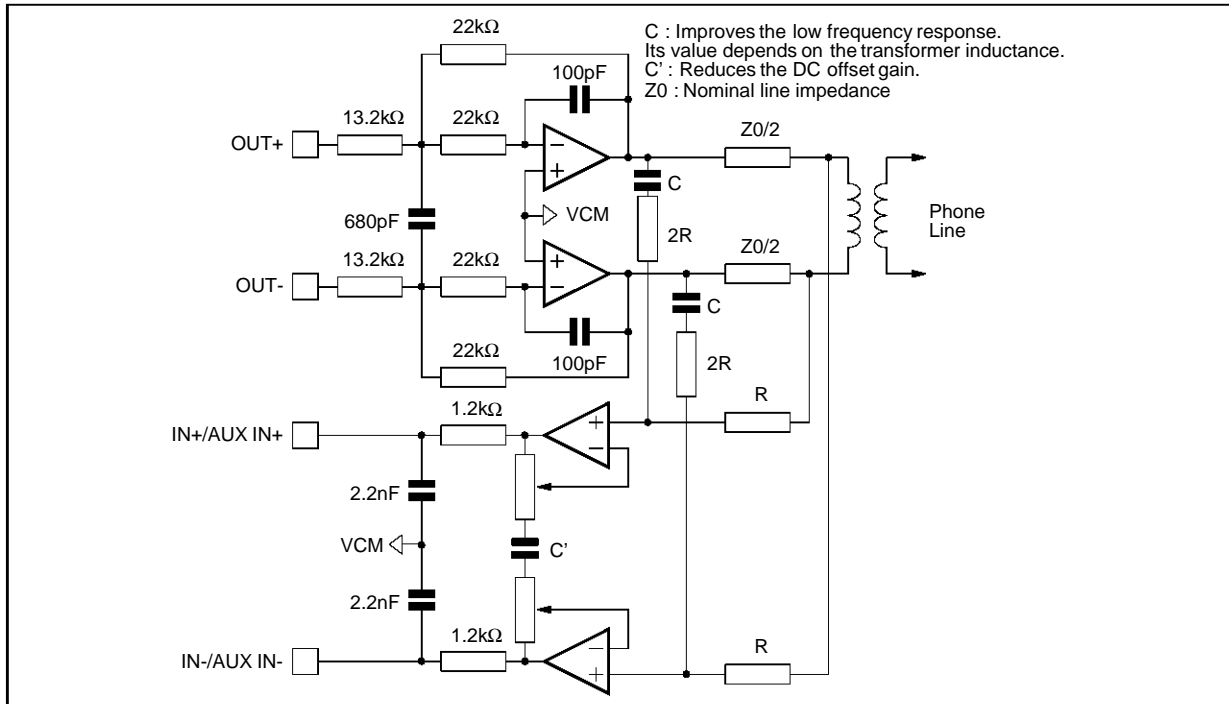 22kΩ
C : Improves the low frequency response.
Its value depends on the transformer inductance.
C' : Reduces the DC offset gain.
Z0 : Nominal line impedance
100pF
13.2kΩ
22kΩ
Z0/2
OUT+
−
+
C
VCM
2R
Phone
Line
680pF
13.2kΩ
22kΩ
+
−
Z0/2
OUT-
C
100pF
22kΩ
2R
R
1.2kΩ
IN+/AUX IN+
+
−
2.2nF
VCM
C'
2.2nF
1.2kΩ
R
IN-/AUX IN-
−
+